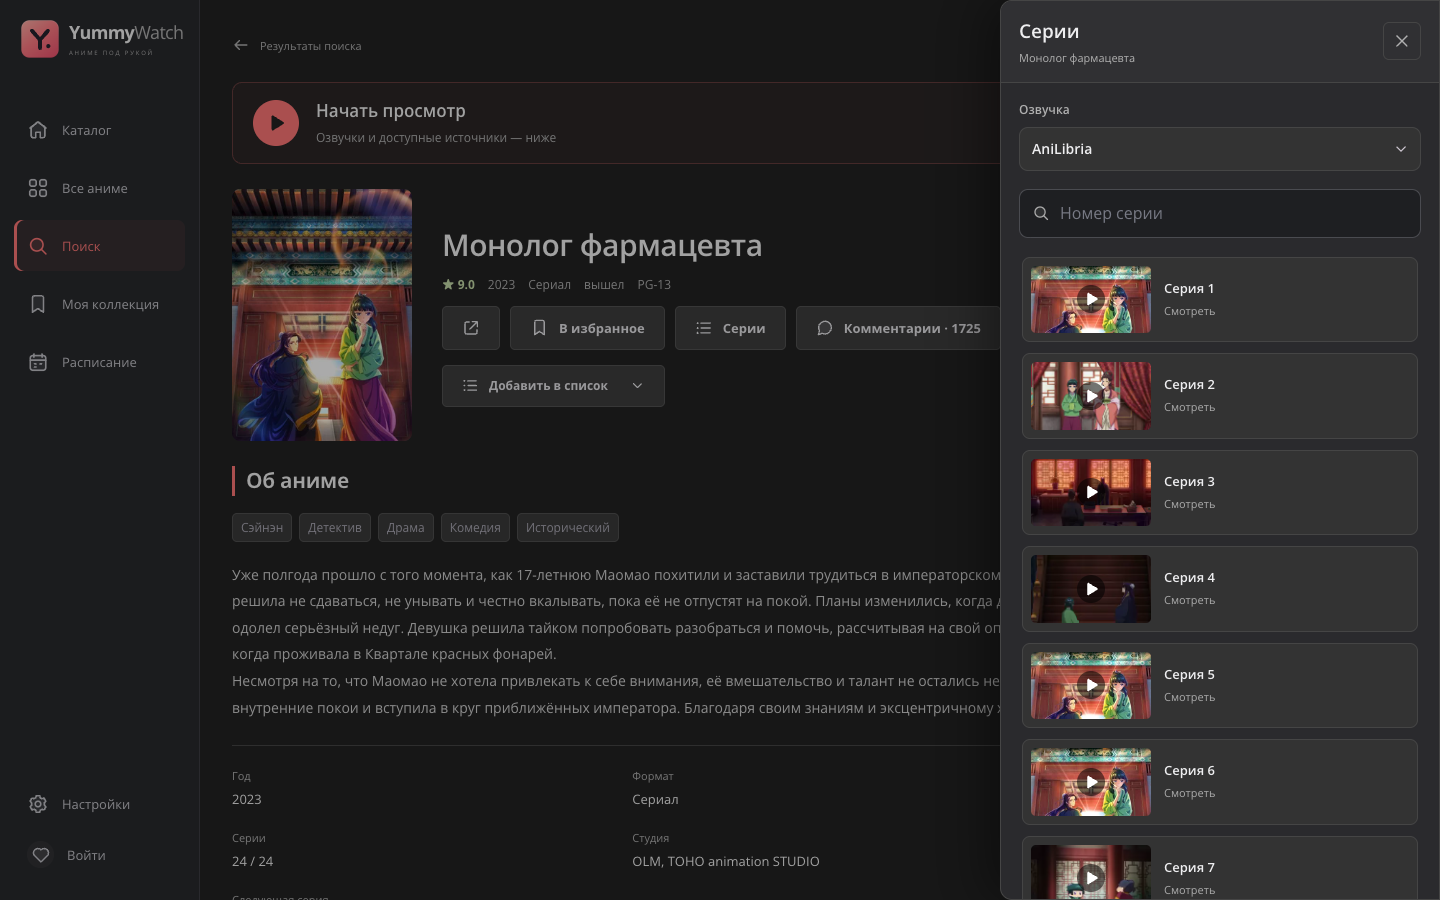 YummyWatch
АНИМЕ ПОД РУКОЙ
Каталог
Все аниме
Поиск
Моя коллекция
Расписание
Настройки
Войти
Результаты поиска
Начать просмотр
Озвучки и доступные источники — ниже
Монолог фармацевта
9.0 2023 Сериал вышел PG-13
В избранное
Серии
Комментарии · 1725
Добавить в список
Об аниме
Сэйнэн Детектив Драма Комедия Исторический
Уже полгода прошло с того момента, как 17-летнюю Маомао похитили и заставили трудиться в императорском
решила не сдаваться, не унывать и честно вкалывать, пока её не отпустят на покой. Планы изменились, когда
одолел серьёзный недуг. Девушка решила тайком попробовать разобраться и помочь, рассчитывая на свой оп
когда проживала в Квартале красных фонарей.
Несмотря на то, что Маомао не хотела привлекать к себе внимания, её вмешательство и талант не остались не
внутренние покои и вступила в круг приближённых императора. Благодаря своим знаниям и эксцентричному
Год
2023
Формат
Сериал
Серии
24 / 24
Студия
OLM, TOHO animation STUDIO
Серии
Монолог фармацевта
Озвучка
AniLibria
Номер серии
Серия 1
Смотреть
Серия 2
Смотреть
Серия 3
Смотреть
Серия 4
Смотреть
Серия 5
Смотреть
Серия 6
Смотреть
Серия 7
Смотреть